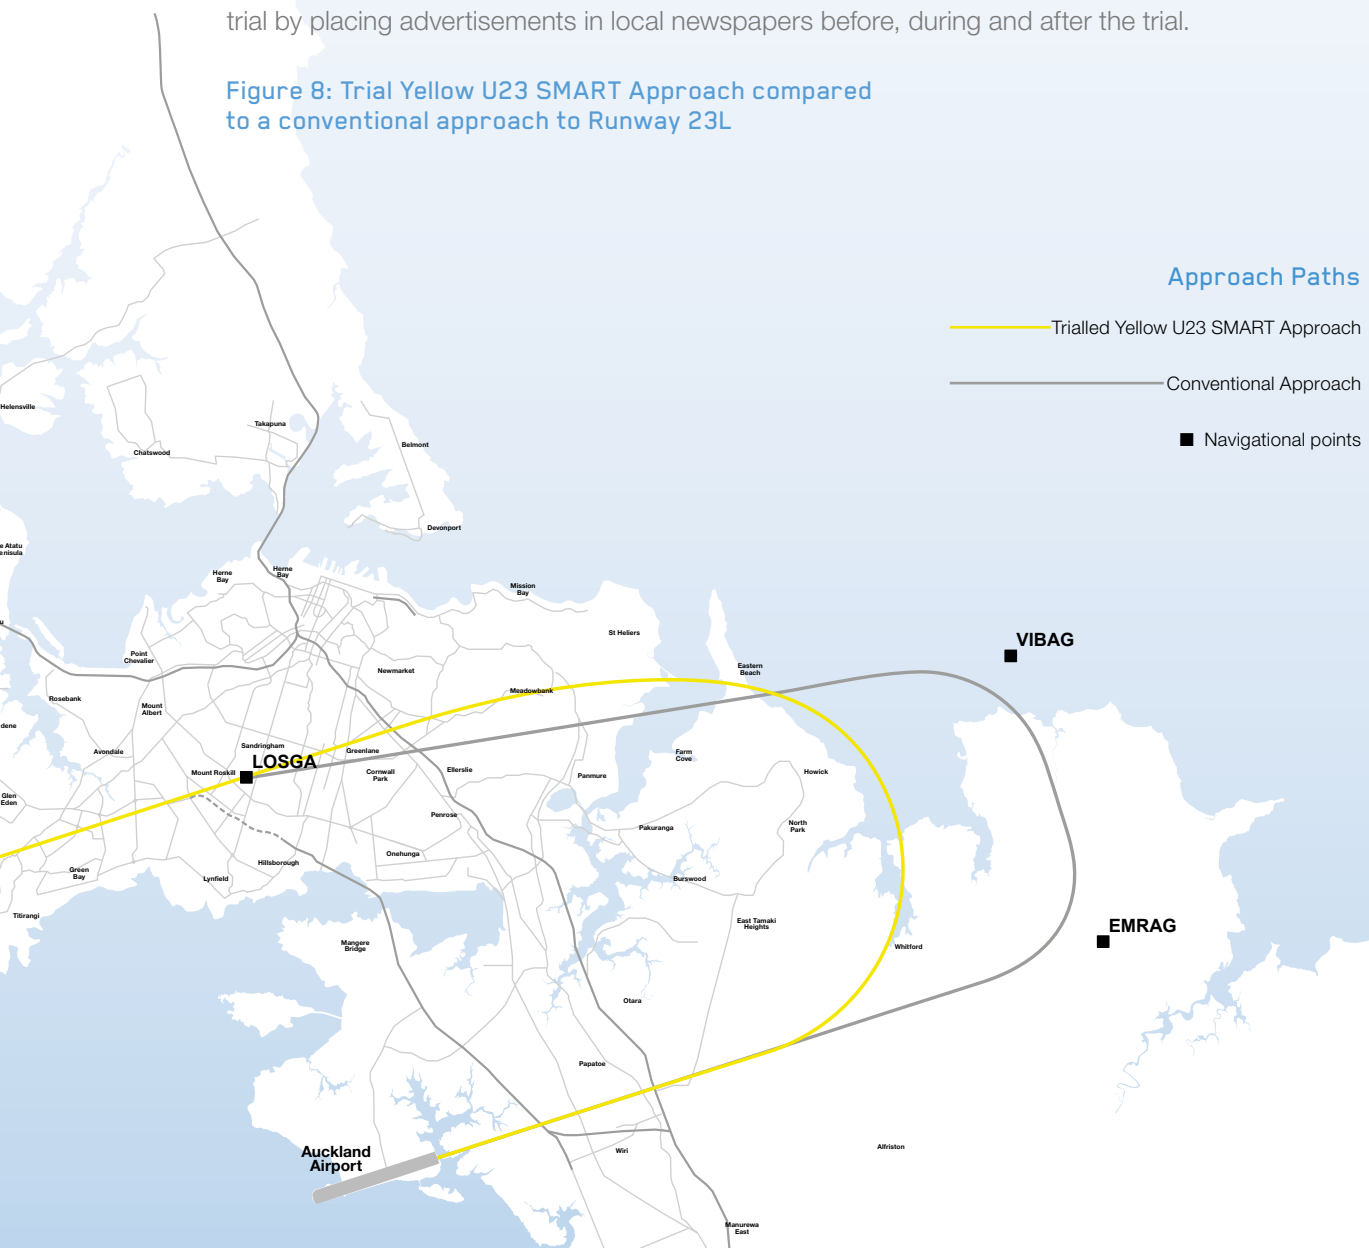 trial by placing advertisements in local newspapers before, during and after the trial.
Figure 8: Trial Yellow U23 SMART Approach compared
to a conventional approach to Runway 23L
Approach Paths
Trialled Yellow U23 SMART Approach
Conventional Approach
Navigational points
Helensville
Takapuna
Chatswood
Belmont
Devonport
e Atatu
enisula
Herne
Bay
Herne
Bay
Mission
Bay
u
St Heliers
VIBAG
Point
Chevalier
Newmarket
Eastern
Beach
Meadowbank
Rosebank
Mount
Albert
dene
Avondale
Sandringham
LOSGA
Greenlane
Mount Roskill
Cornwall
Park
Ellerslie
Farm
Cove
Panmure
Howick
Glen
Eden
Penrose
Pakuranga
North
Park
Onehunga
Hillsborough
Green
Bay
Lynfield
Burswood
Titirangi
East Tamaki
Heights
EMRAG
Mangere
Bridge
Whitford
Otara
Papatoe
Auckland
Airport
Wiri
Alfriston
Manurewa
East